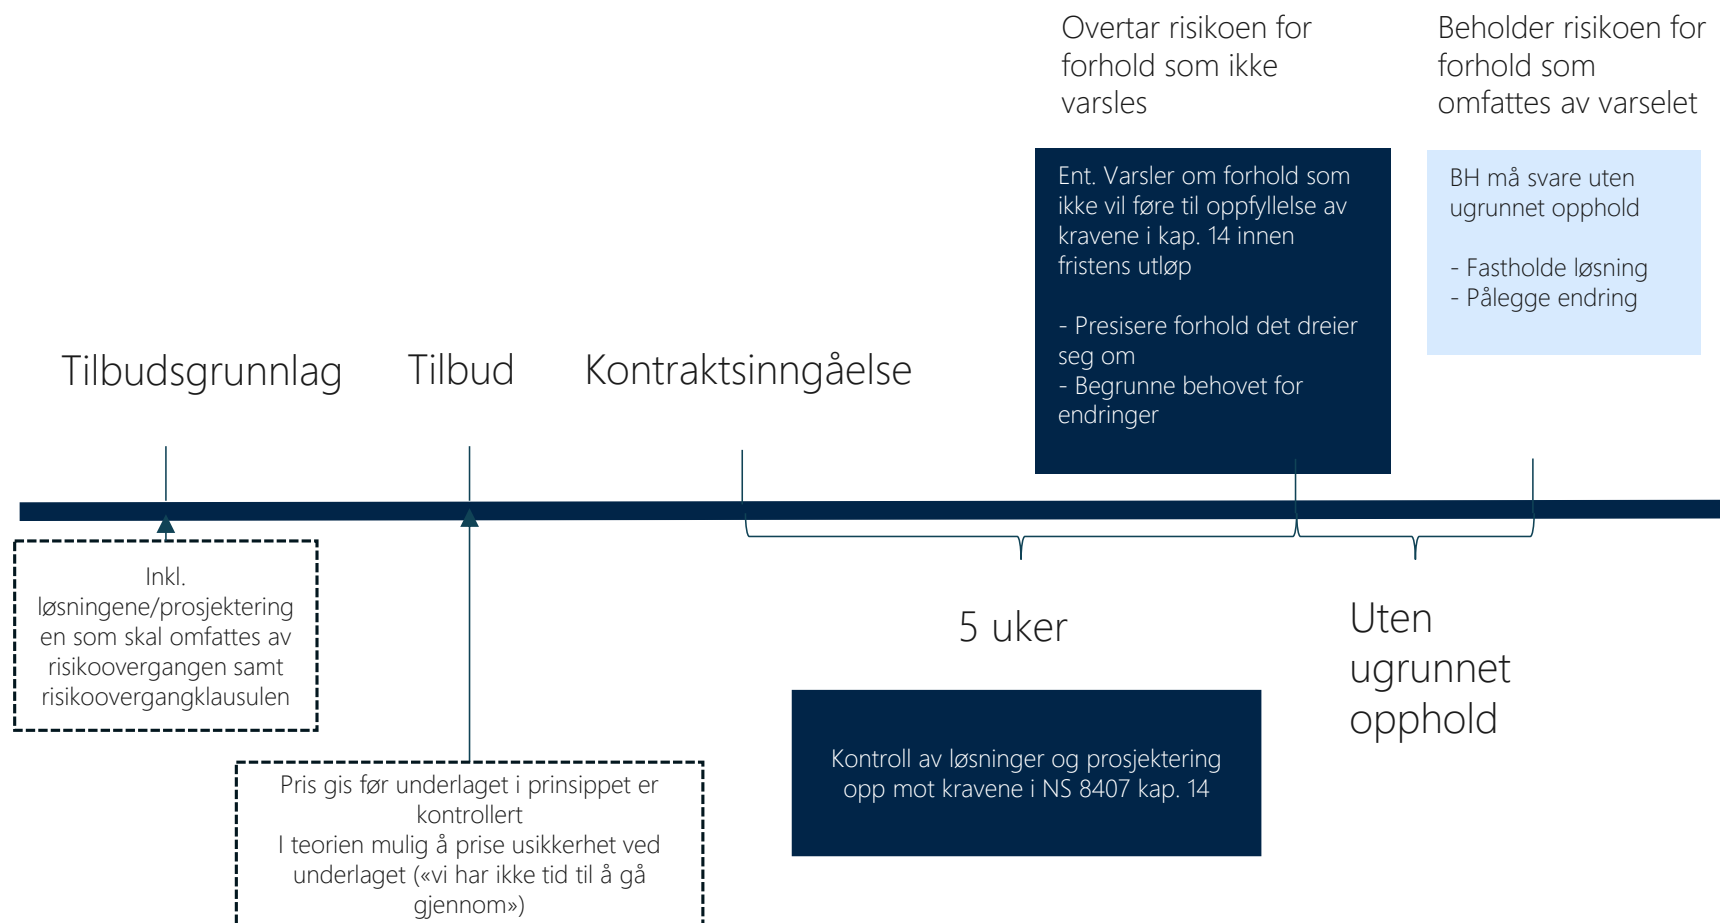 Overtar risikoen for
forhold som ikke
varsles
Beholder risikoen for
forhold som
omfattes av varselet
Ent. Varsler om forhold som
ikke vil føre til oppfyllelse av
kravene i kap. 14 innen
fristens utløp
- Presisere forhold det dreier
seg om
- Begrunne behovet for
endringer
BH må svare uten
ugrunnet opphold
- Fastholde løsning
- Pålegge endring
Tilbudsgrunnlag
Tilbud
Kontraktsinngåelse
Inkl.
løsningene/prosjektering
en som skal omfattes av
risikoovergangen samt
risikoovergangklausulen
Pris gis før underlaget i prinsippet er
kontrollert
I teorien mulig å prise usikkerhet ved
underlaget («vi har ikke tid til å gå
gjennom»)
5 uker
Kontroll av løsninger og prosjektering
opp mot kravene i NS 8407 kap. 14
Uten
ugrunnet
opphold